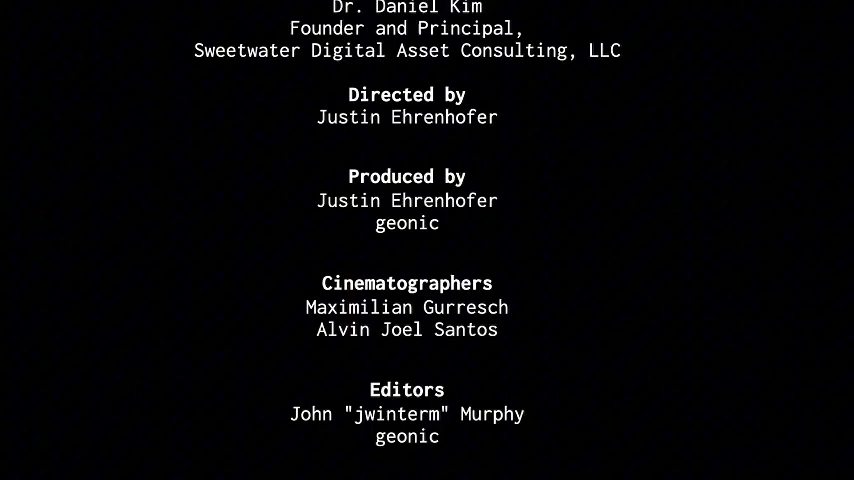 Dr. Daniel Kim
Founder and Principal,
Sweetwater Digital Asset Consulting, LLC
Directed by
Justin Ehrenhofer
Produced by
Justin Ehrenhofer
geonic
Cinematographers
Maximilian Gurresch
Alvin Joel Santos
Editors
John "jwinterm" Murphy
geonic